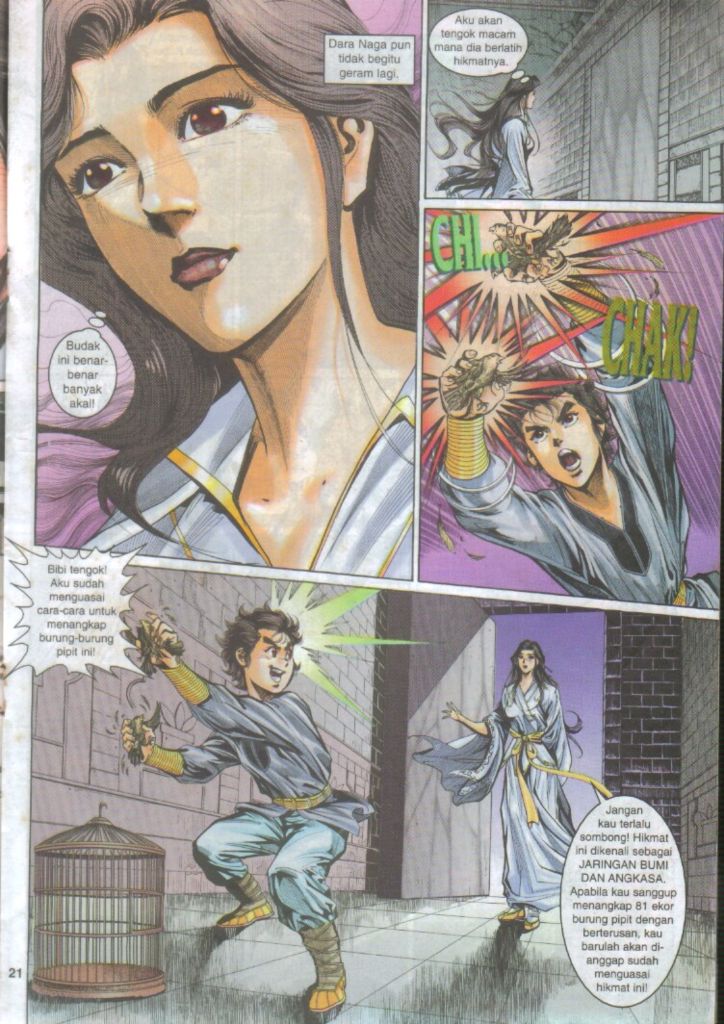 Dara Naga pun
tidak begitu
geram lagi.
Budak
ini benar-
benar
banyak
akal!
Aku akan
tengok macam
mana dia berlatih
hikmatnya.
CHI...
CHAK!
Bibi tengok!
Aku sudah
menguasai
cara-cara untuk
menangkap
burung-burung
pipit ini!
Jangan
kau terlalu
sombong! Hikmat
ini dikenali sebagai
JARINGAN BUMI
DAN ANGKASA.
Apabila kau sanggup
menangkap 81 ekor
burung pipit dengan
berterusan, kau
barulah akan di-
anggap sudah
menguasai
hikmat ini!
21